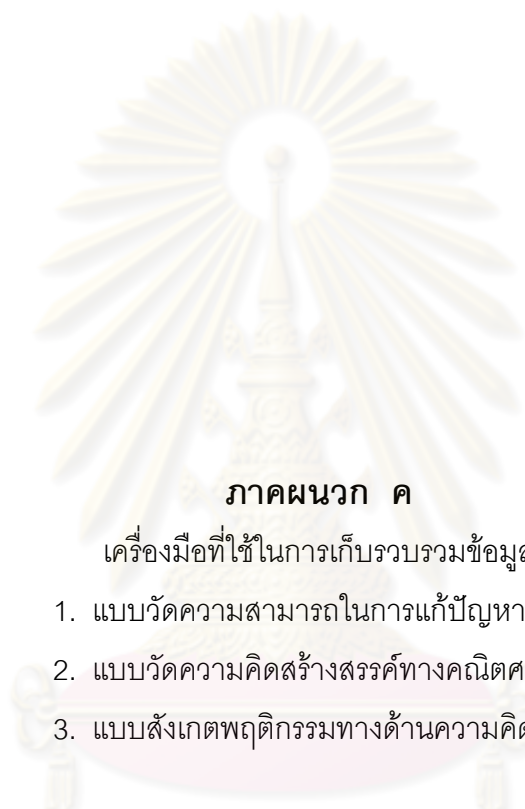 ภาคผนวก ค
เครื่องมือที่ใช้ในการเก็บรวบรวมข้อมูล
1. แบบวัดความสามารถในการแก้ปัญหา
2. แบบวัดความคิดสร้างสรรค์ทางคณิตศ
3. แบบสังเกตพฤติกรรมทางด้านความคิด